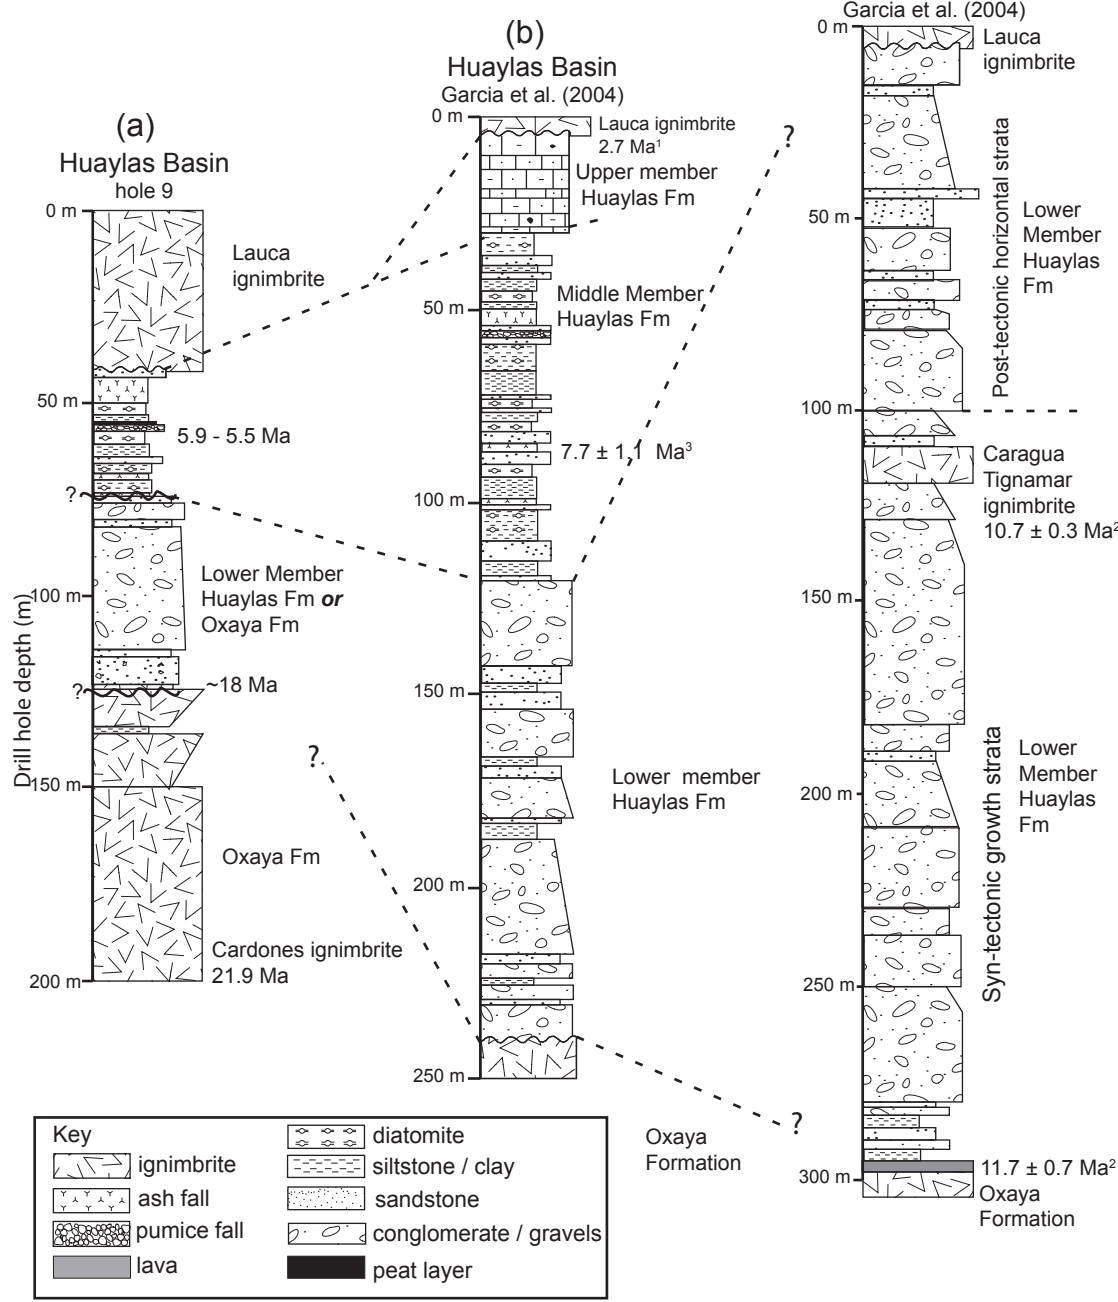 (a)
Huaylas Basin
hole 9
0 m
50 m
100 m
150 m
200 m
Drill hole depth (m)
Lauca
ignimbrite
5.9 - 5.5 Ma
?
Lower Member
Huaylas Fm or
Oxaya Fm
?
~18 Ma
Oxaya Fm
Cardones ignimbrite
21.9 Ma
(b)
Huaylas Basin
Garcia et al. (2004)
0 m
50 m
100 m
150 m
200 m
250 m
Lauca ignimbrite
2.7 Ma¹
Upper member
Huaylas Fm
Middle Member
Huaylas Fm
7.7 ± 1.1 Ma³
Lower member
Huaylas Fm
?
?
?
Oxaya
Formation
Garcia et al. (2004)
0 m
50 m
100 m
150 m
200 m
250 m
300 m
Lauca
ignimbrite
Post-tectonic horizontal strata
Lower
Member
Huaylas
Fm
Caragua
Tignamar
ignimbrite
10.7 ± 0.3 Ma²
Syn-tectonic growth strata
Lower
Member
Huaylas
Fm
11.7 ± 0.7 Ma²
Oxaya
Formation
Key
ignimbrite
ash fall
pumice fall
lava
diatomite
siltstone / clay
sandstone
conglomerate / gravels
peat layer